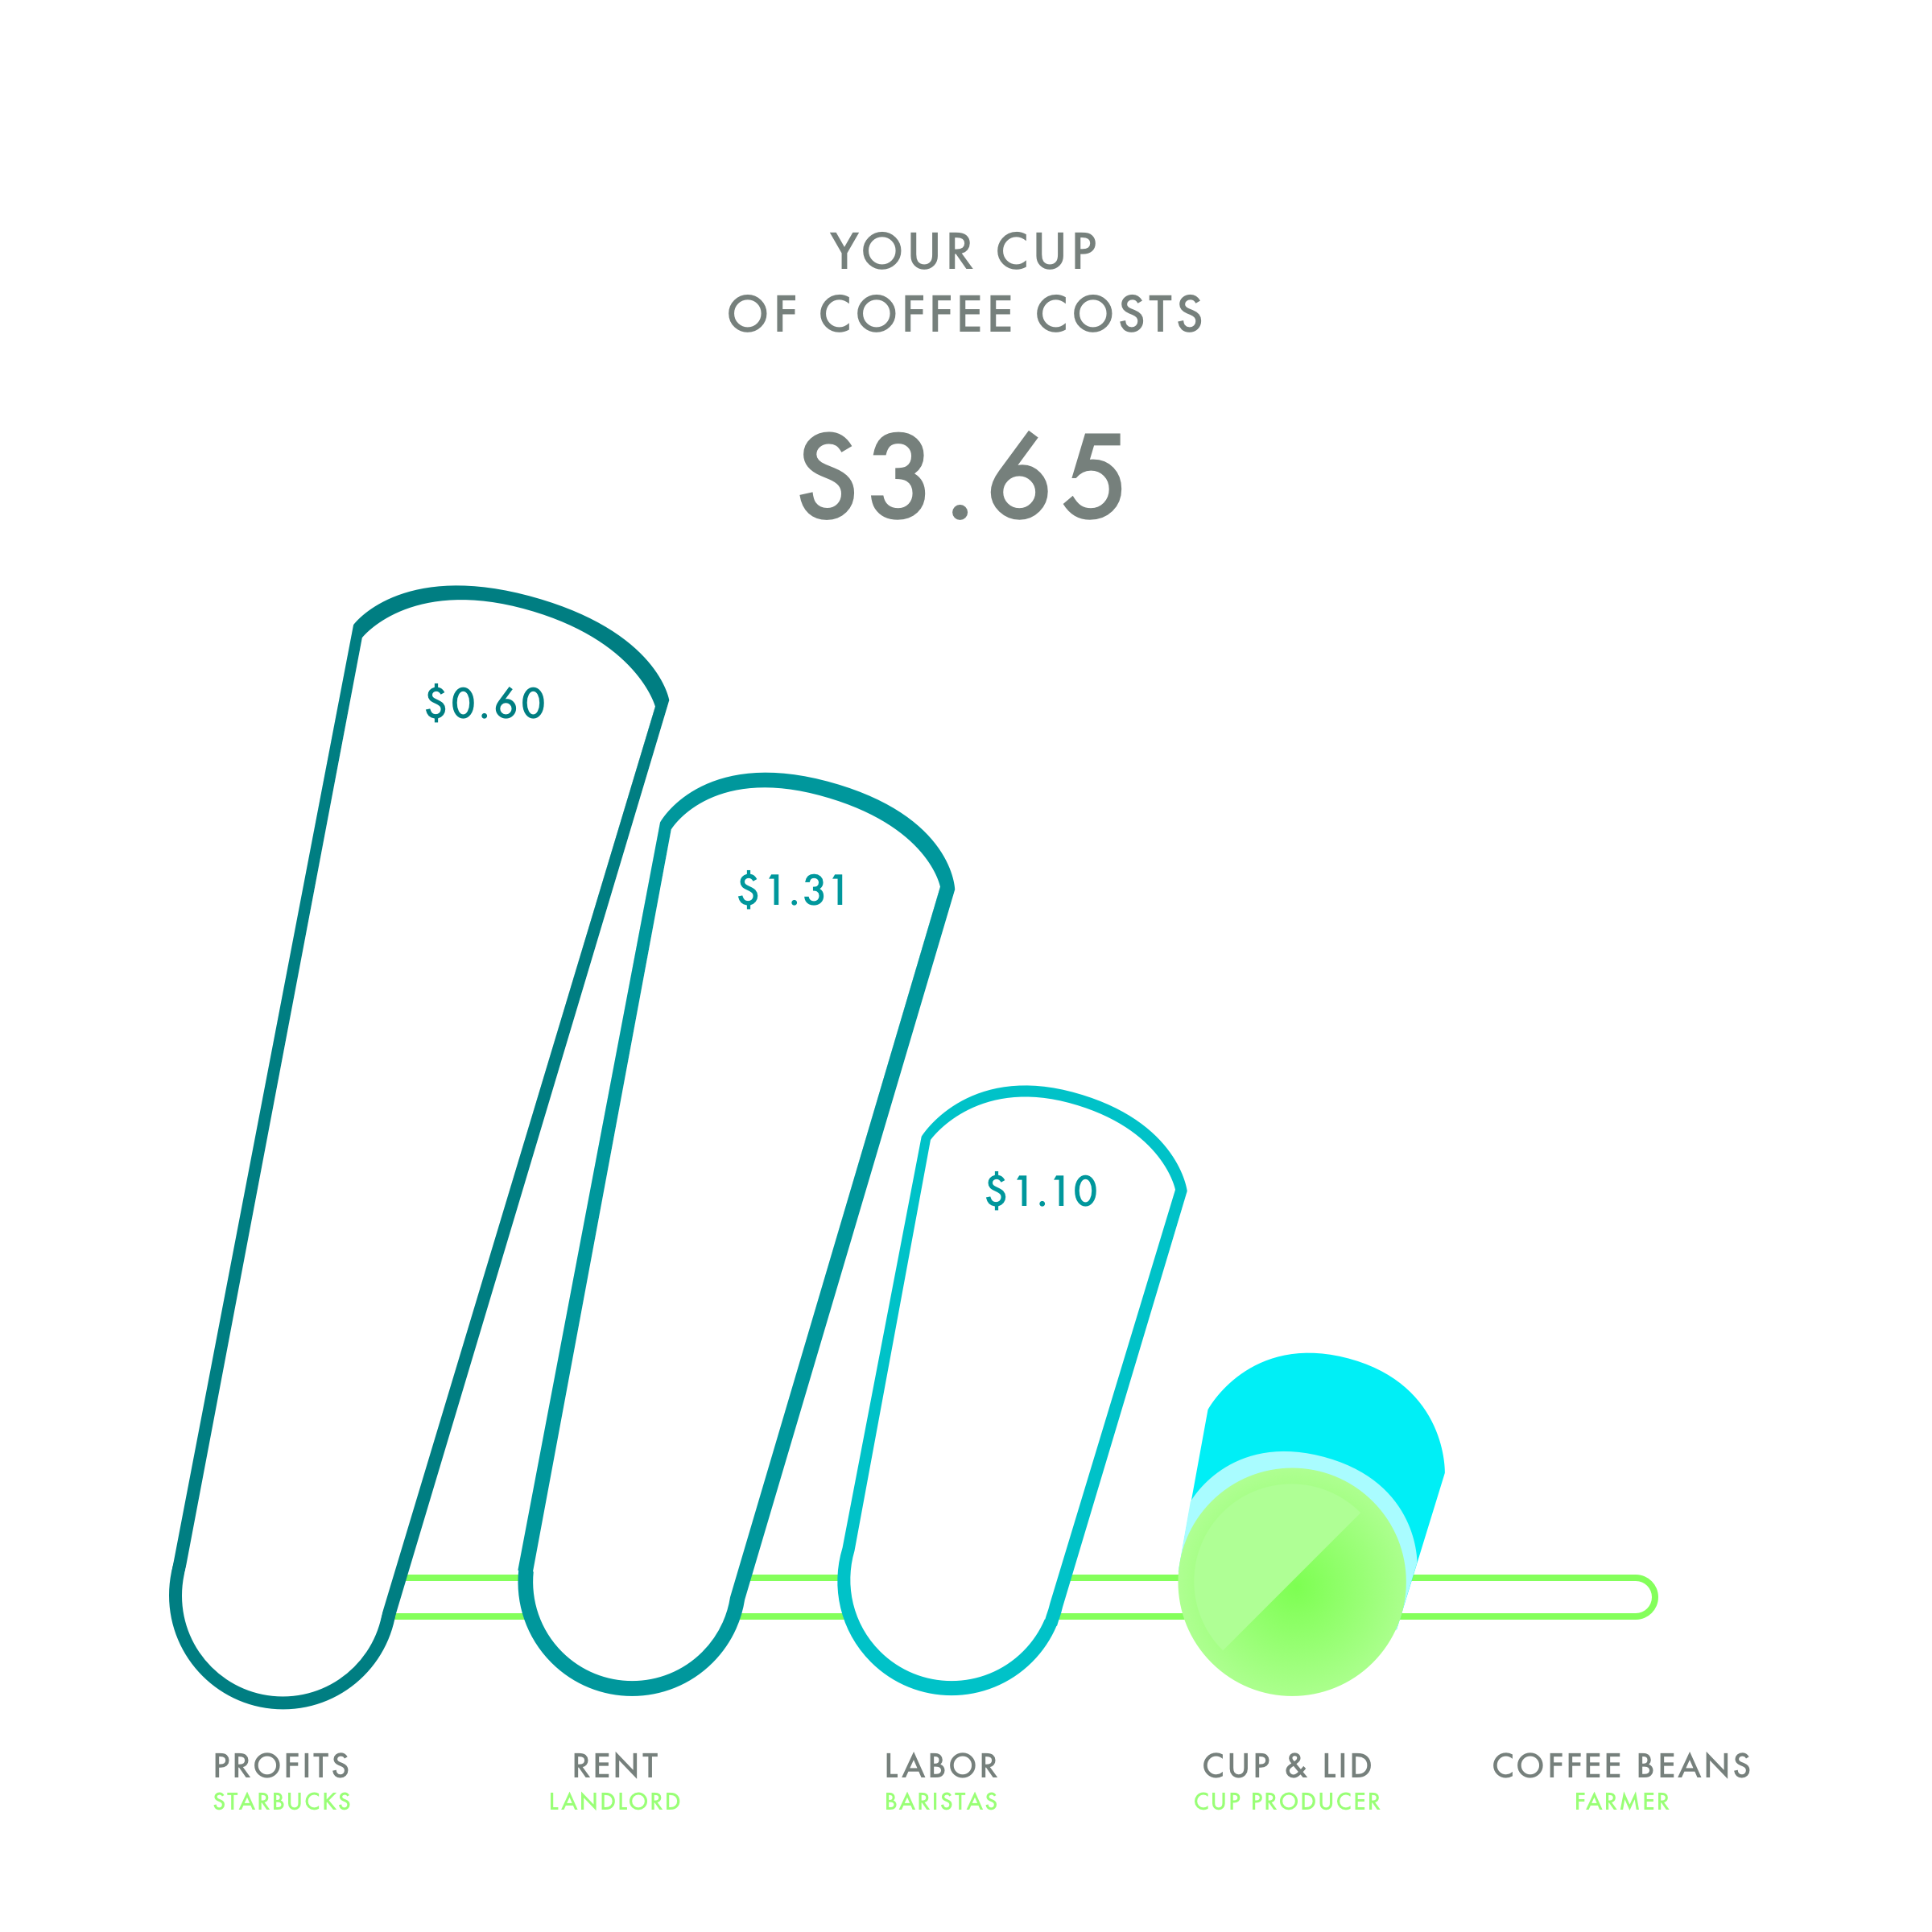 YOUR CUP
OF COFFEE COSTS
$3.65
$0.60
$1.31
$1.10
PROFITS
STARBUCKS
RENT
LANDLORD
LABOR
BARISTAS
CUP & LID
CUP PRODUCER
COFFEE BEANS
FARMER